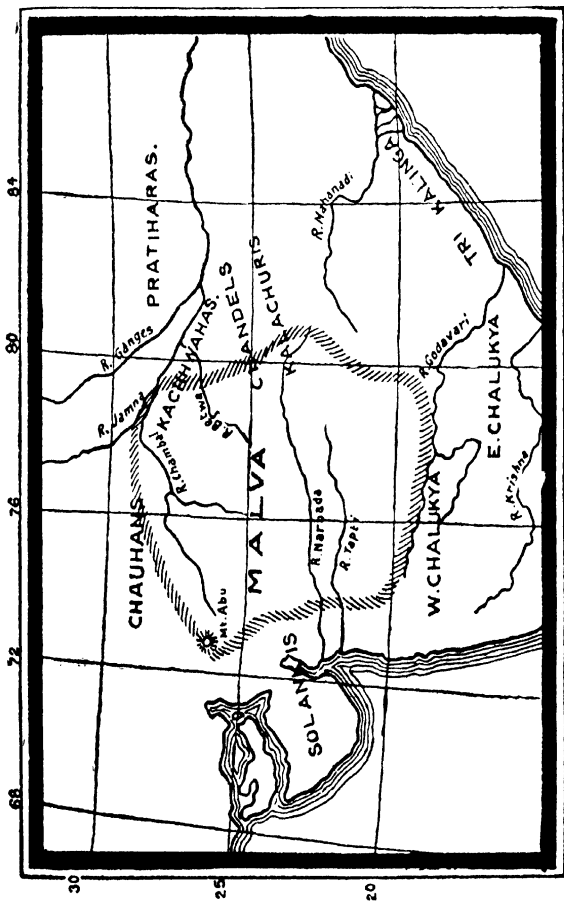 84
80
76
72
68
30
25
20
PRATIHARAS.
R. Ganges
R. Jamna
KACHHWAHAS.
CHANDELS
KALACHURIS
R. Chambal
R. Betwa
CHAUHANS
MALVA
Mt. Abu
R. Narbada
R. Tapti
SOLANKIS
R. Mahanadi
TRI KALINGA
R. Godavari
E. CHALUKYA
W. CHALUKYA
R. Krishna